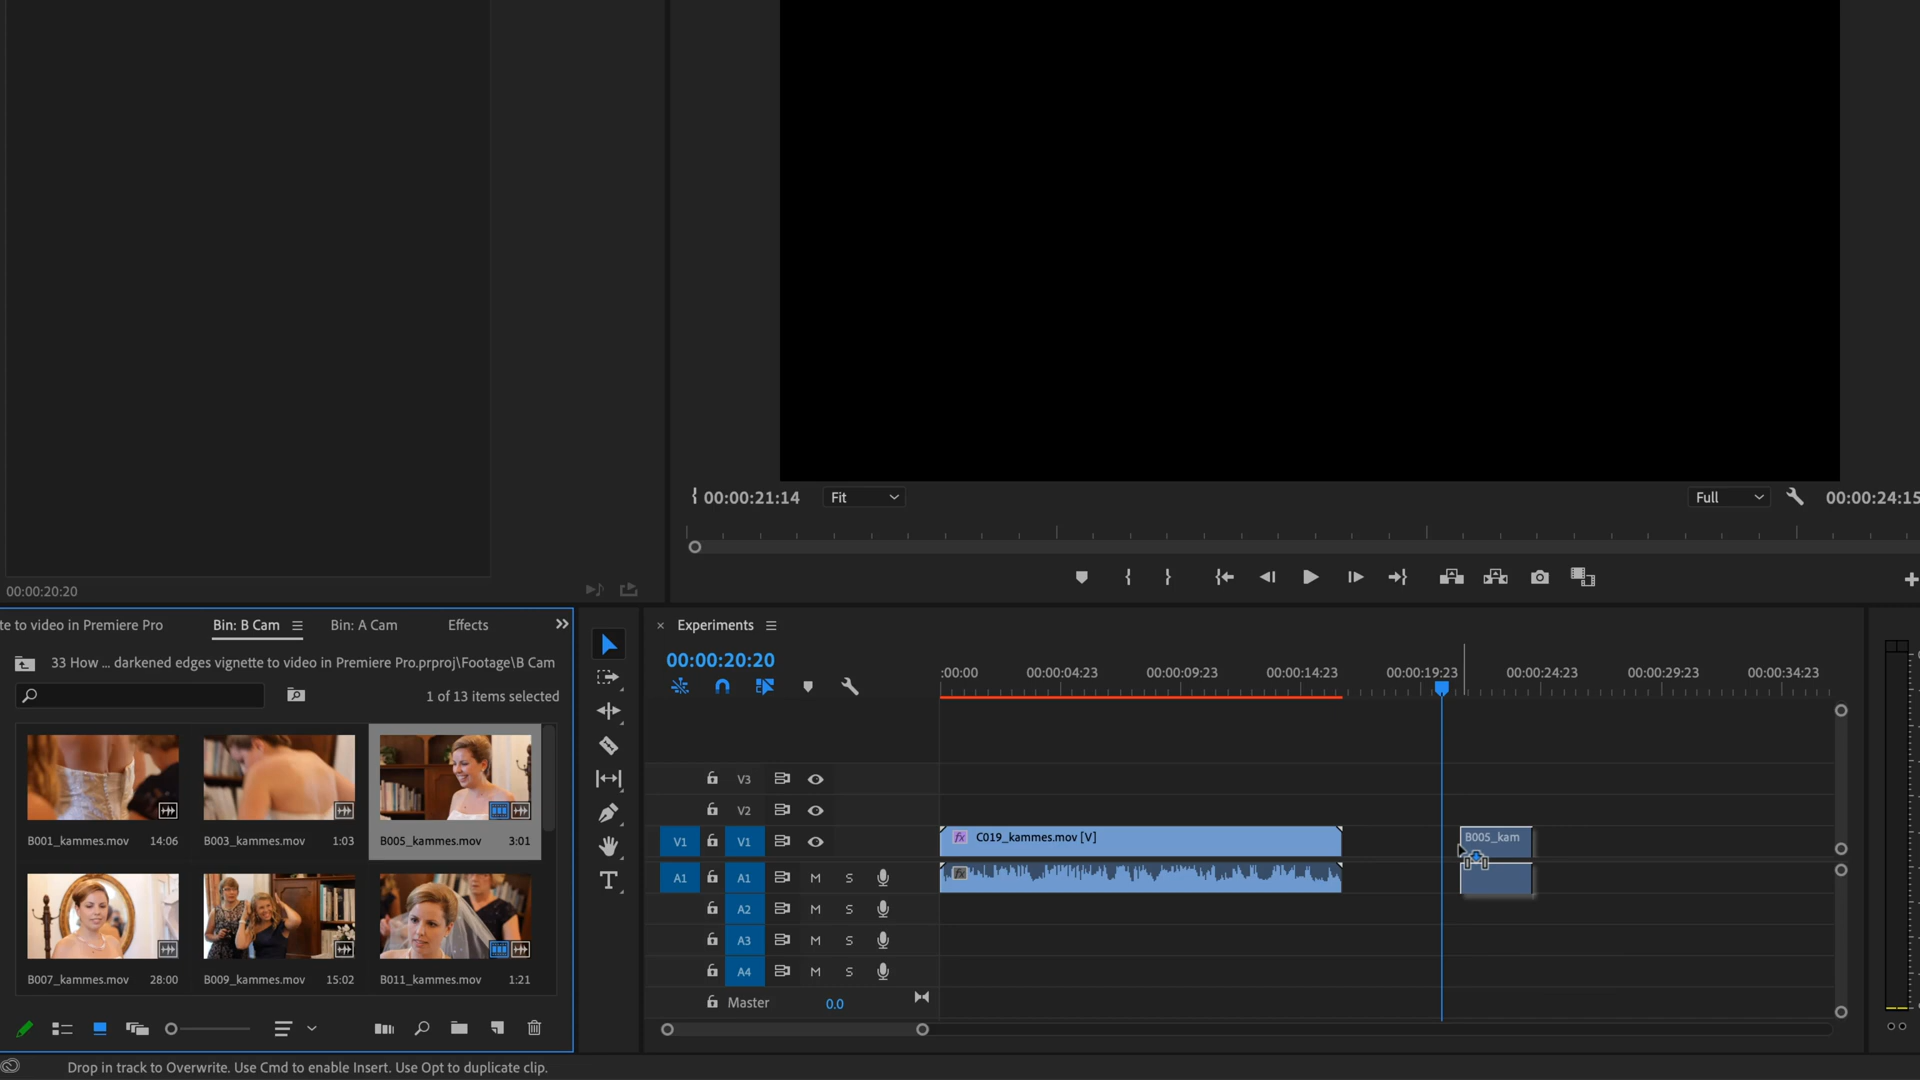 00:00:21:14 Fit Full 00:00:24:15
00:00:20:20
te to video in Premiere Pro Bin: B Cam Bin: A Cam Effects
33 How ... darkened edges vignette to video in Premiere Pro.prproj\Footage\B Cam
1 of 13 items selected
B001_kammes.mov 14:06 B003_kammes.mov 1:03 B005_kammes.mov 3:01
B007_kammes.mov 28:00 B009_kammes.mov 15:02 B011_kammes.mov 1:21
× Experiments
00:00:20:20
:00:00 00:00:04:23 00:00:09:23 00:00:14:23 00:00:19:23 00:00:24:23 00:00:29:23 00:00:34:23
V3
V2
V1 V1 fx C019_kammes.mov [V] B005_kam
A1 A1 M S fx
A2 M S
A3 M S
A4 M S
Master 0.0
Drop in track to Overwrite. Use Cmd to enable Insert. Use Opt to duplicate clip.